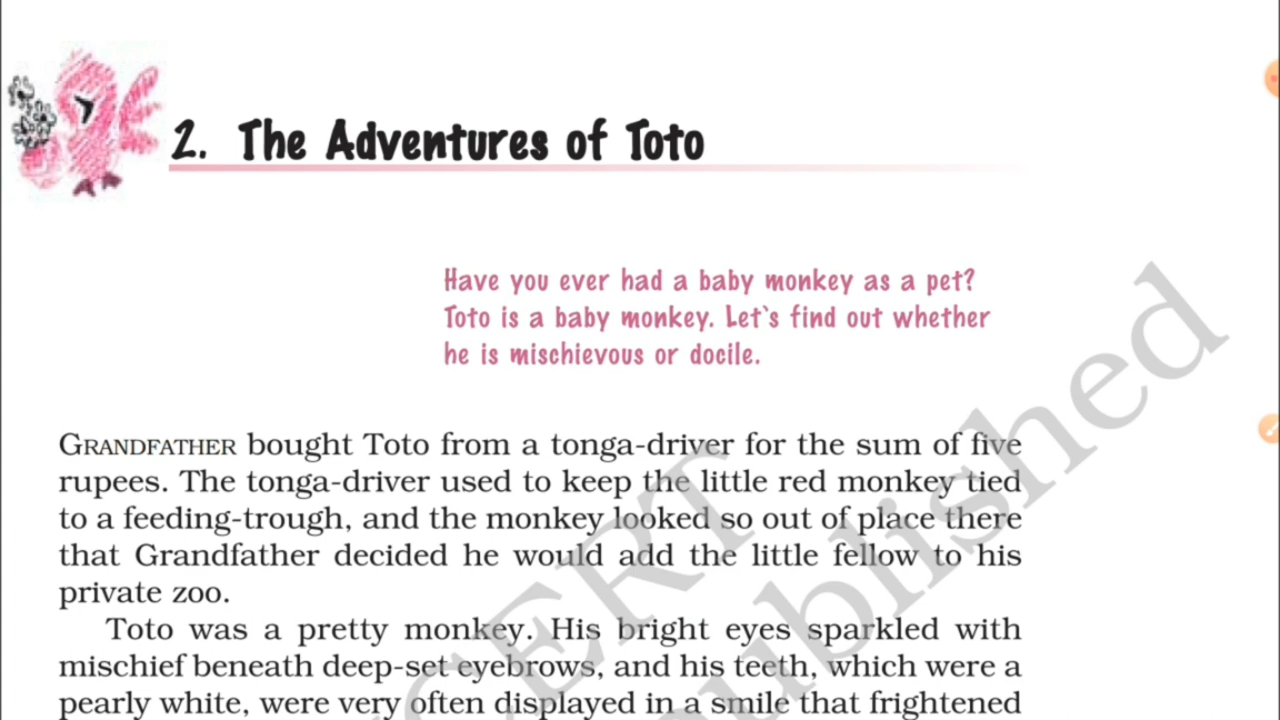 2. The Adventures of Toto
Have you ever had a baby monkey as a pet?
Toto is a baby monkey. Let`s find out whether
he is mischievous or docile.
GRANDFATHER bought Toto from a tonga-driver for the sum of five
rupees. The tonga-driver used to keep the little red monkey tied
to a feeding-trough, and the monkey looked so out of place there
that Grandfather decided he would add the little fellow to his
private zoo.
Toto was a pretty monkey. His bright eyes sparkled with
mischief beneath deep-set eyebrows, and his teeth, which were a
pearly white, were very often displayed in a smile that frightened